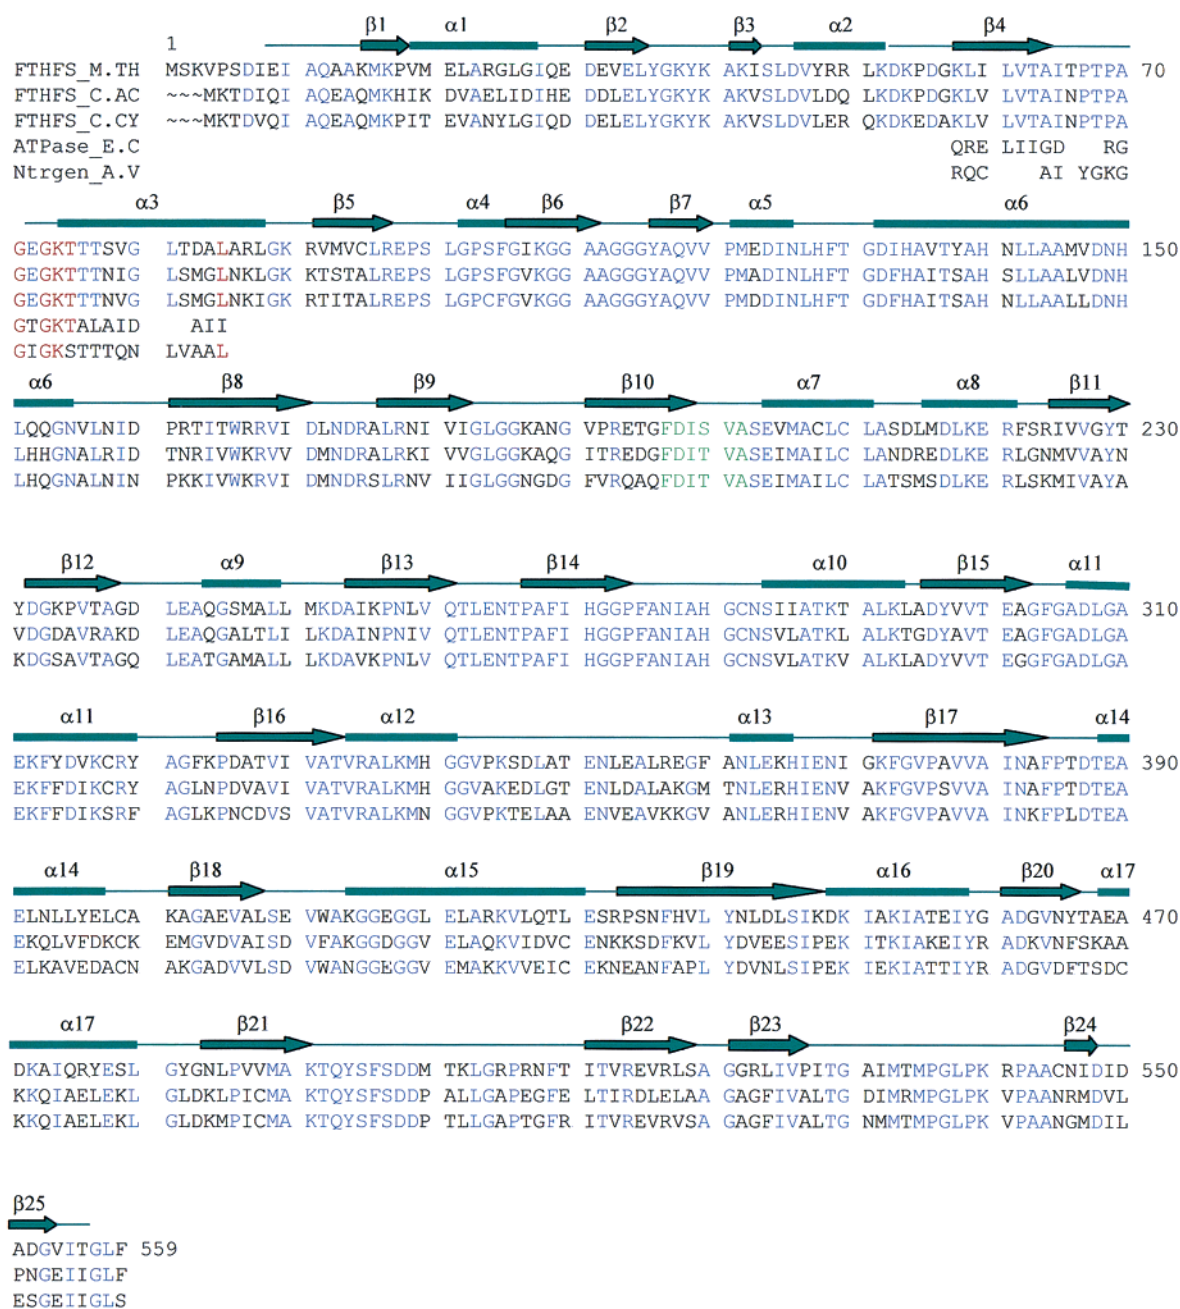 β1 α1 β2 β3 α2 β4
1
FTHFS_M.TH MSKVPSDIEI AQAAKMKPVM ELARGLGIQE DEVELYGKYK AKISLDVYRR LKDKPDGKLI LVTAITPTPA 70
FTHFS_C.AC ~~~MKTDIQI AQEAQMKHIK DVAELIDIHE DDLELYGKYK AKVSLDVLDQ LKDKPDGKLV LVTAINPTPA
FTHFS_C.CY ~~~MKTDVQI AQEAQMKPIT EVANYLGIQD DELELYGKYK AKVSLDVLER QKDKEDAKLV LVTAINPTPA
ATPase_E.C QRE LIIGD RG
Ntrgen_A.V RQC AI YGKG
α3 β5 α4 β6 β7 α5 α6
GEGKTTTSVG LTDALARLGK RVMVCLREPS LGPSFGIKGG AAGGGYAQVV PMEDINLHFT GDIHAVTYAH NLLAAMVDNH 150
GEGKTTTNIG LSMGLNKLGK KTSTALREPS LGPSFGVKGG AAGGGYAQVV PMADINLHFT GDFHAITSAH SLLAALVDNH
GEGKTTTNVG LSMGLNKIGK RTITALREPS LGPCFGVKGG AAGGGYAQVV PMDDINLHFT GDFHAITSAH NLLAALLDNH
GTGKTALAID AII
GIGKSTTTQN LVAAL
α6 β8 β9 β10 α7 α8 β11
LQQGNVLNID PRTITWRRVI DLNDRALRNI VIGLGGKANG VPRETGFDIS VASEVMACLC LASDLMDLKE RFSRIVVGYT 230
LHHGNALRID TNRIVWKRVV DMNDRALRKI VVGLGGKAQG ITREDGFDIT VASEIMAILC LANDREDLKE RLGNMVVAYN
LHQGNALNIN PKKIVWKRVI DMNDRSLRNV IIGLGGNGDG FVRQAQFDIT VASEIMAILC LATSMSDLKE RLSKMIVAYA
β12 α9 β13 β14 α10 β15 α11
YDGKPVTAGD LEAQGSMALL MKDAIKPNLV QTLENTPAFI HGGPFANIAH GCNSIIATKT ALKLADYVVT EAGFGADLGA 310
VDGDAVRAKD LEAQGALTLI LKDAINPNIV QTLENTPAFI HGGPFANIAH GCNSVLATKL ALKTGDYAVT EAGFGADLGA
KDGSAVTAGQ LEATGAMALL LKDAVKPNLV QTLENTPAFI HGGPFANIAH GCNSVLATKV ALKLADYVVT EGGFGADLGA
α11 β16 α12 α13 β17 α14
EKFYDVKCRY AGFKPDATVI VATVRALKMH GGVPKSDLAT ENLEALREGF ANLEKHIENI GKFGVPAVVA INAFPTDTEA 390
EKFFDIKCRY AGLNPDVAVI VATVRALKMH GGVAKEDLGT ENLDALAKGM TNLERHIENV AKFGVPSVVA INAFPTDTEA
EKFFDIKSRF AGLKPNCDVS VATVRALKMN GGVPKTELAA ENVEAVKKGV ANLERHIENV AKFGVPAVVA INKFPLDTEA
α14 β18 α15 β19 α16 β20 α17
ELNLLYELCA KAGAEVALSE VWAKGGEGGL ELARKVLQTL ESRPSNFHVL YNLDLSIKDK IAKIATEIYG ADGVNYTAEA 470
EKQLVFDKCK EMGVDVAISD VFAKGGDGGV ELAQKVIDVC ENKKSDFKVL YDVEESIPEK ITKIAKEIYR ADKVNFSKAA
ELKAVEDACN AKGADVVLSD VWANGGEGGV EMAKKVVEIC EKNEANFAPL YDVNLSIPEK IEKIATTIYR ADGVDFTSDC
α17 β21 β22 β23 β24
DKAIQRYESL GYGNLPVVMA KTQYSFSDDM TKLGRPRNFT ITVREVRLSA GGRLIVPITG AIMTMPGLPK RPAACNIDID 550
KKQIAELEKL GLDKLPICMA KTQYSFSDDP ALLGAPEGFE LTIRDLELAA GAGFIVALTG DIMRMPGLPK VPAANRMDVL
KKQIAELEKL GLDKMPICMA KTQYSFSDDP TLLGAPTGFR ITVREVRVSA GAGFIVALTG NMMTMPGLPK VPAANGMDIL
β25
ADGVITGLF 559
PNGEIIGLF
ESGEIIGLS